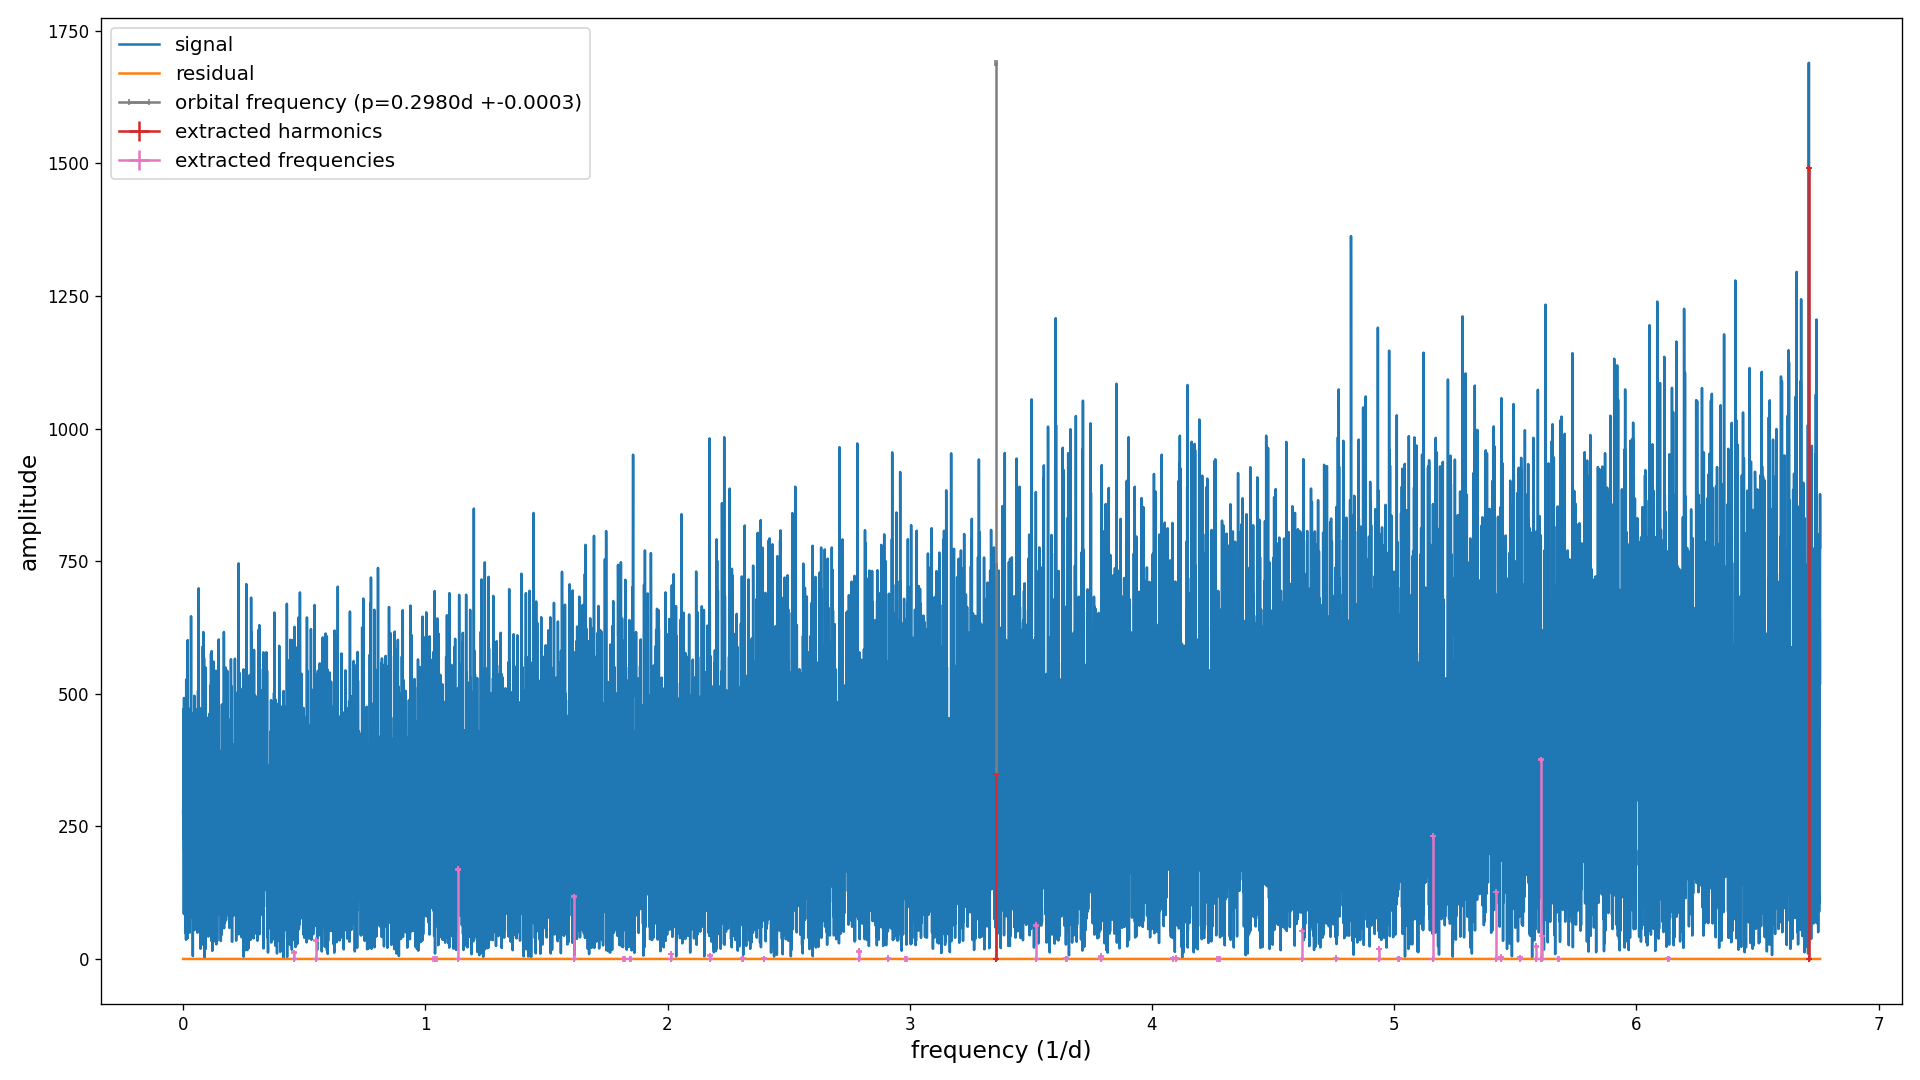 signal
residual
orbital frequency (p=0.2980d +-0.0003)
extracted harmonics
extracted frequencies
1750
1500
1250
1000
750
500
250
0
amplitude
0 1 2 3 4 5 6 7
frequency (1/d)